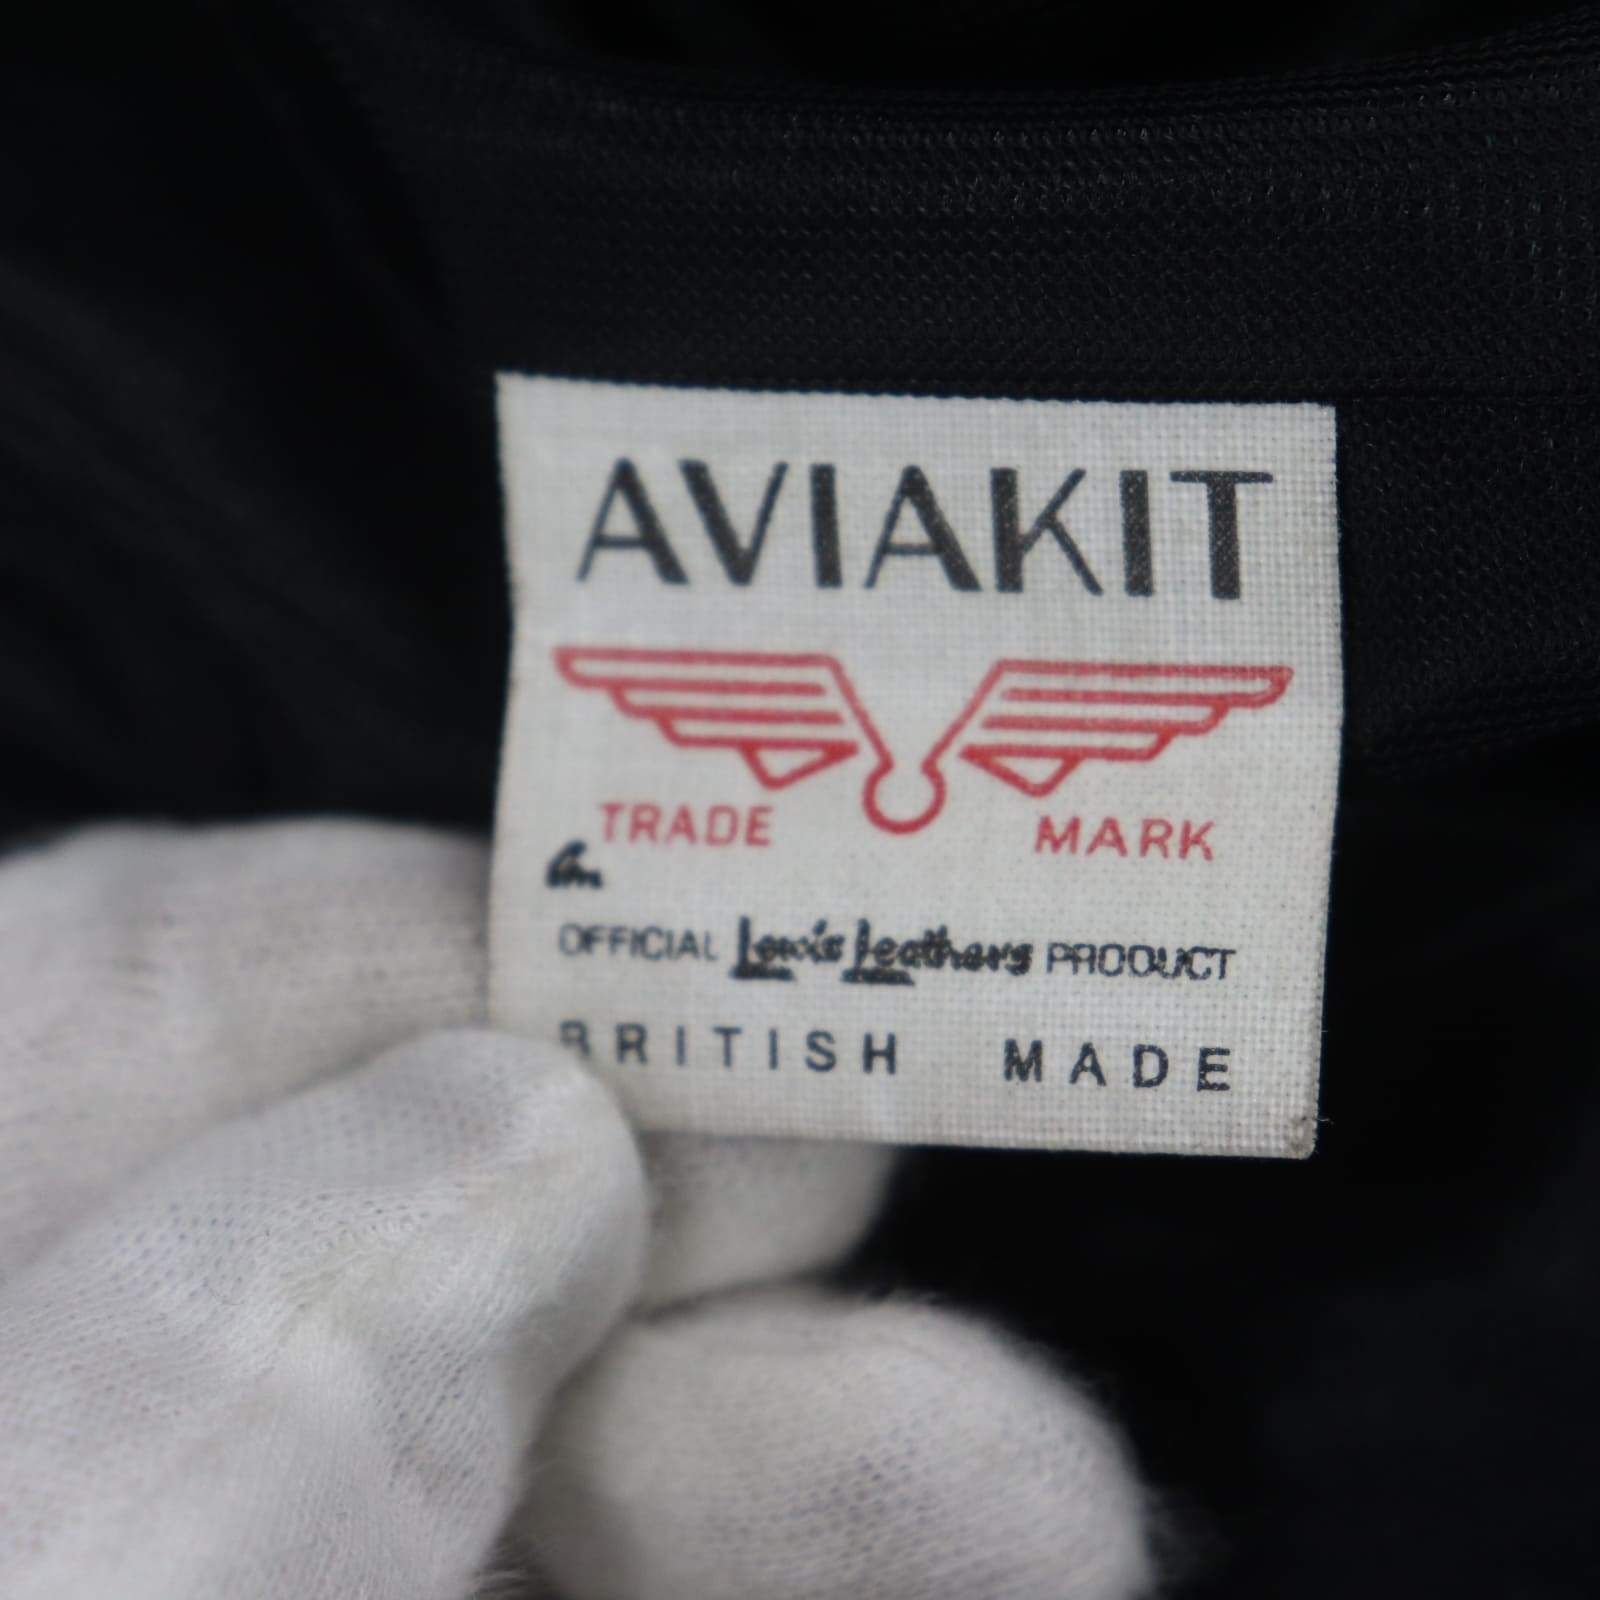 AVIAKIT
TRADE MARK
An
OFFICIAL Lewis Leathers PRODUCT
BRITISH MADE